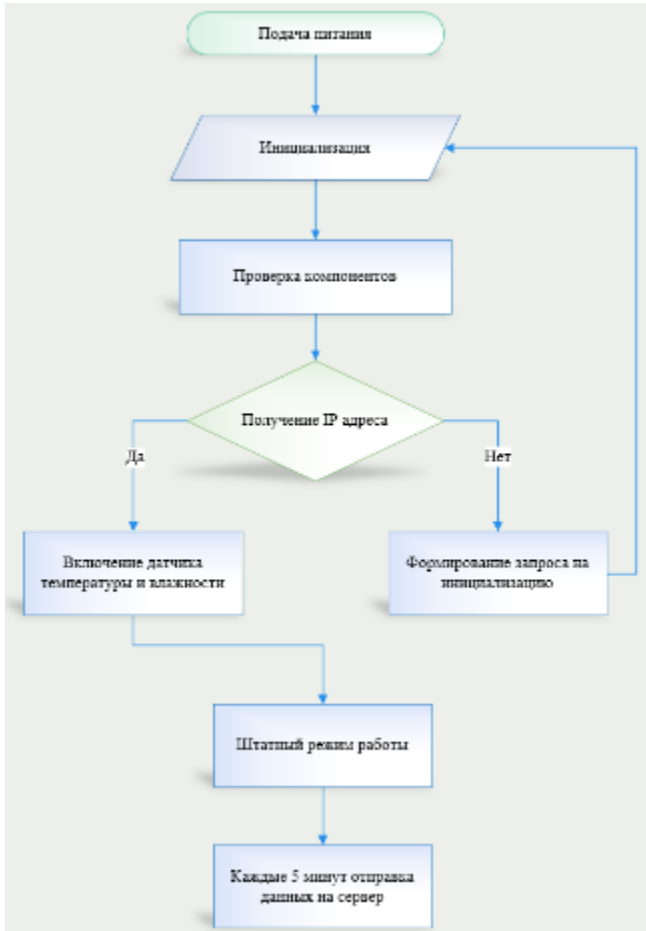 Подача питания
Инициализация
Проверка компонентов
Получение IP адреса
Да
Нет
Включение датчика
температуры и влажности
Формирование запроса на
инициализацию
Штатный режим работы
Каждые 5 минут отправка
данных на сервер